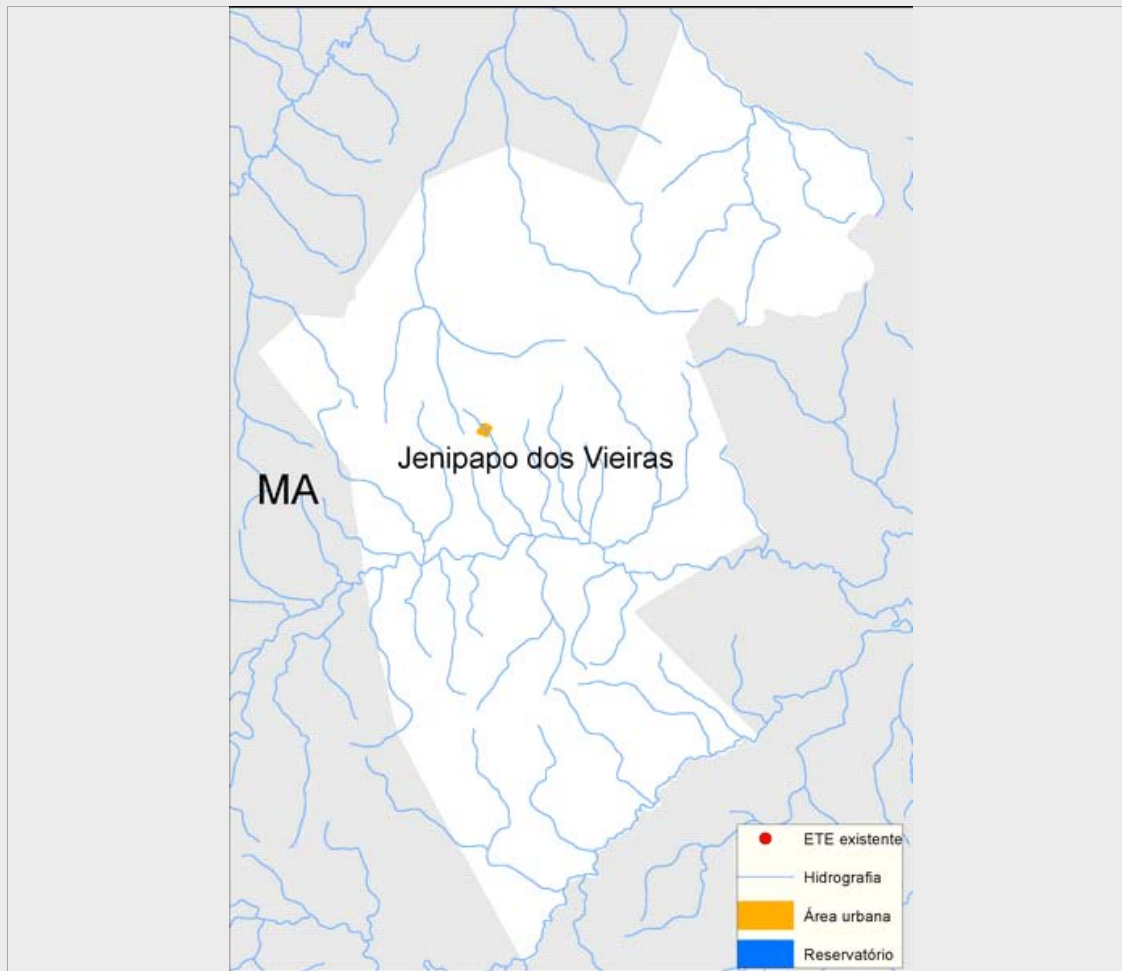 Jenipapo dos Vieiras
MA
ETE existente
Hidrografia
Área urbana
Reservatório